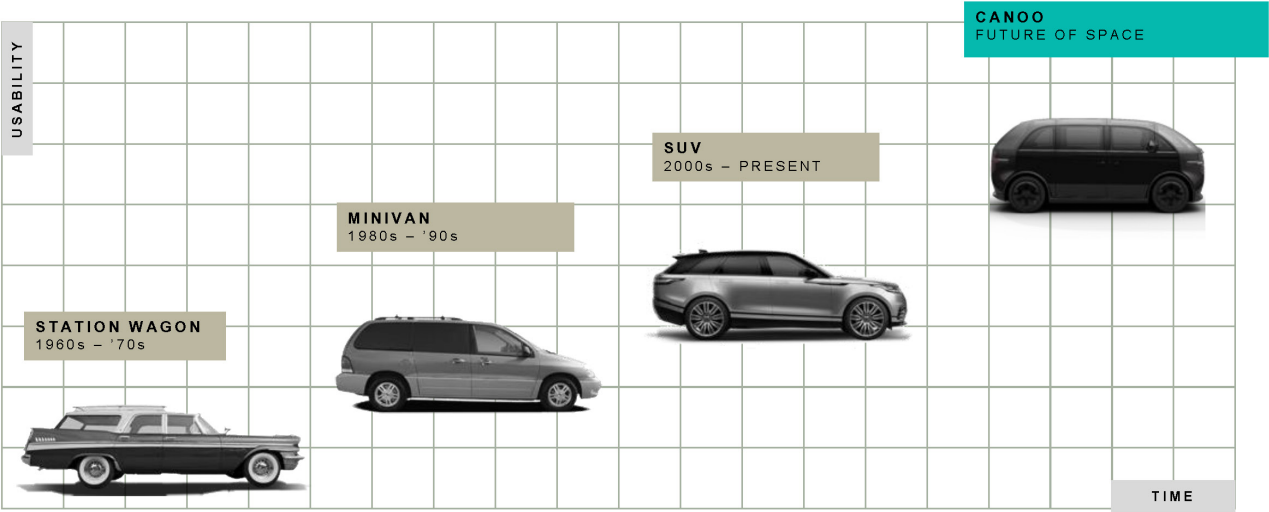 CANOO
FUTURE OF SPACE
USABILITY
SUV
2000s – PRESENT
MINIVAN
1980s – ’90s
STATION WAGON
1960s – ’70s
TIME